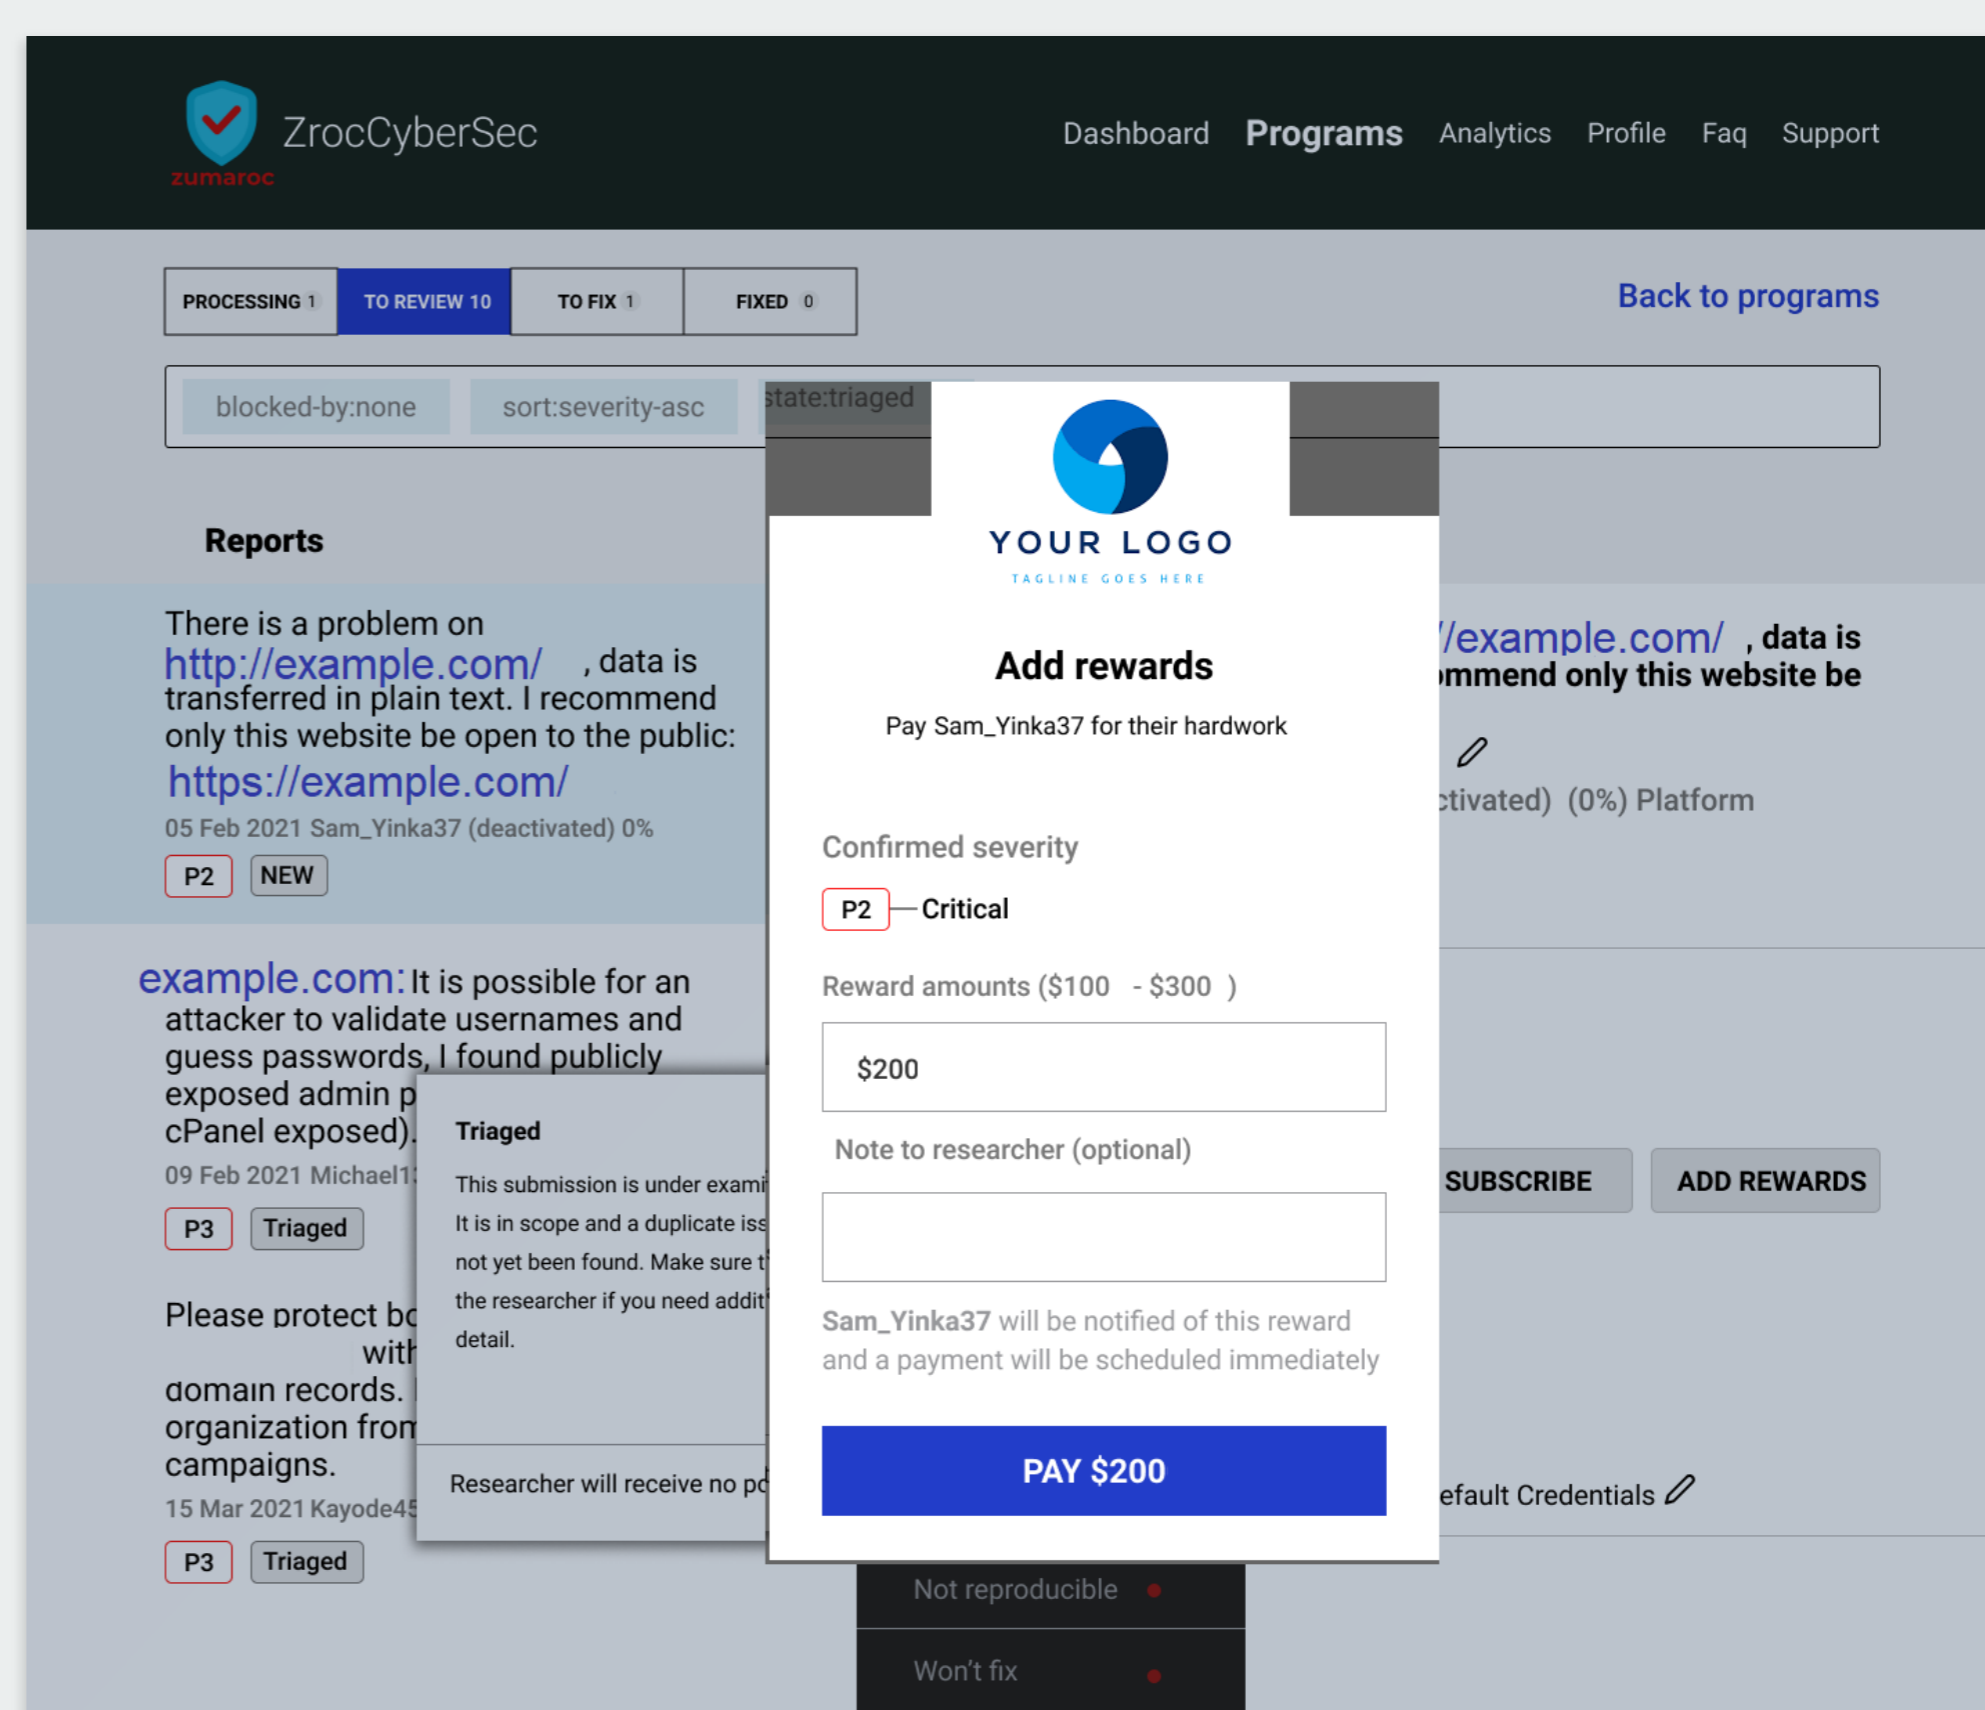 zumaroc
ZrocCyberSec
Dashboard Programs Analytics Profile Faq Support
PROCESSING 1 TO REVIEW 10 TO FIX 1 FIXED 0
Back to programs
blocked-by:none sort:severity-asc state:triaged
YOUR LOGO
TAGLINE GOES HERE
Reports
There is a problem on
http://example.com/ , data is
transferred in plain text. I recommend
only this website be open to the public:
https://example.com/
05 Feb 2021 Sam_Yinka37 (deactivated) 0%
P2 NEW
example.com: It is possible for an
attacker to validate usernames and
guess passwords, I found publicly
exposed admin p
cPanel exposed).
09 Feb 2021 Michael1
P3 Triaged
Please protect
with
domain records.
organization from
campaigns.
15 Mar 2021 Kayode45
P3 Triaged
Triaged
This submission is under exami
It is in scope and a duplicate iss
not yet been found. Make sure t
the researcher if you need addit
detail.
Researcher will receive no po
Add rewards
Pay Sam_Yinka37 for their hardwork
Confirmed severity
P2 Critical
Reward amounts ($100 - $300 )
$200
Note to researcher (optional)
Sam_Yinka37 will be notified of this reward
and a payment will be scheduled immediately
PAY $200
//example.com/ , data is
ommend only this website be
ctivated) (0%) Platform
SUBSCRIBE ADD REWARDS
efault Credentials
Not reproducible
Won't fix